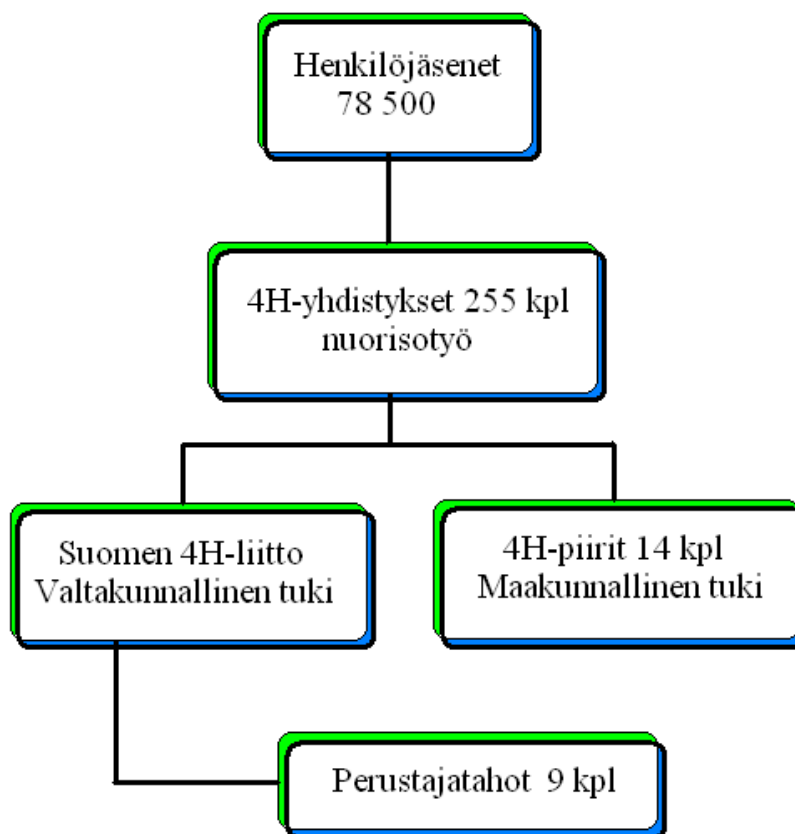 Henkilöjäsenet
78 500
4H-yhdistykset 255 kpl
nuorisotyö
Suomen 4H-liitto
Valtakunnallinen tuki
4H-piirit 14 kpl
Maakunnallinen tuki
Perustajatahot 9 kpl